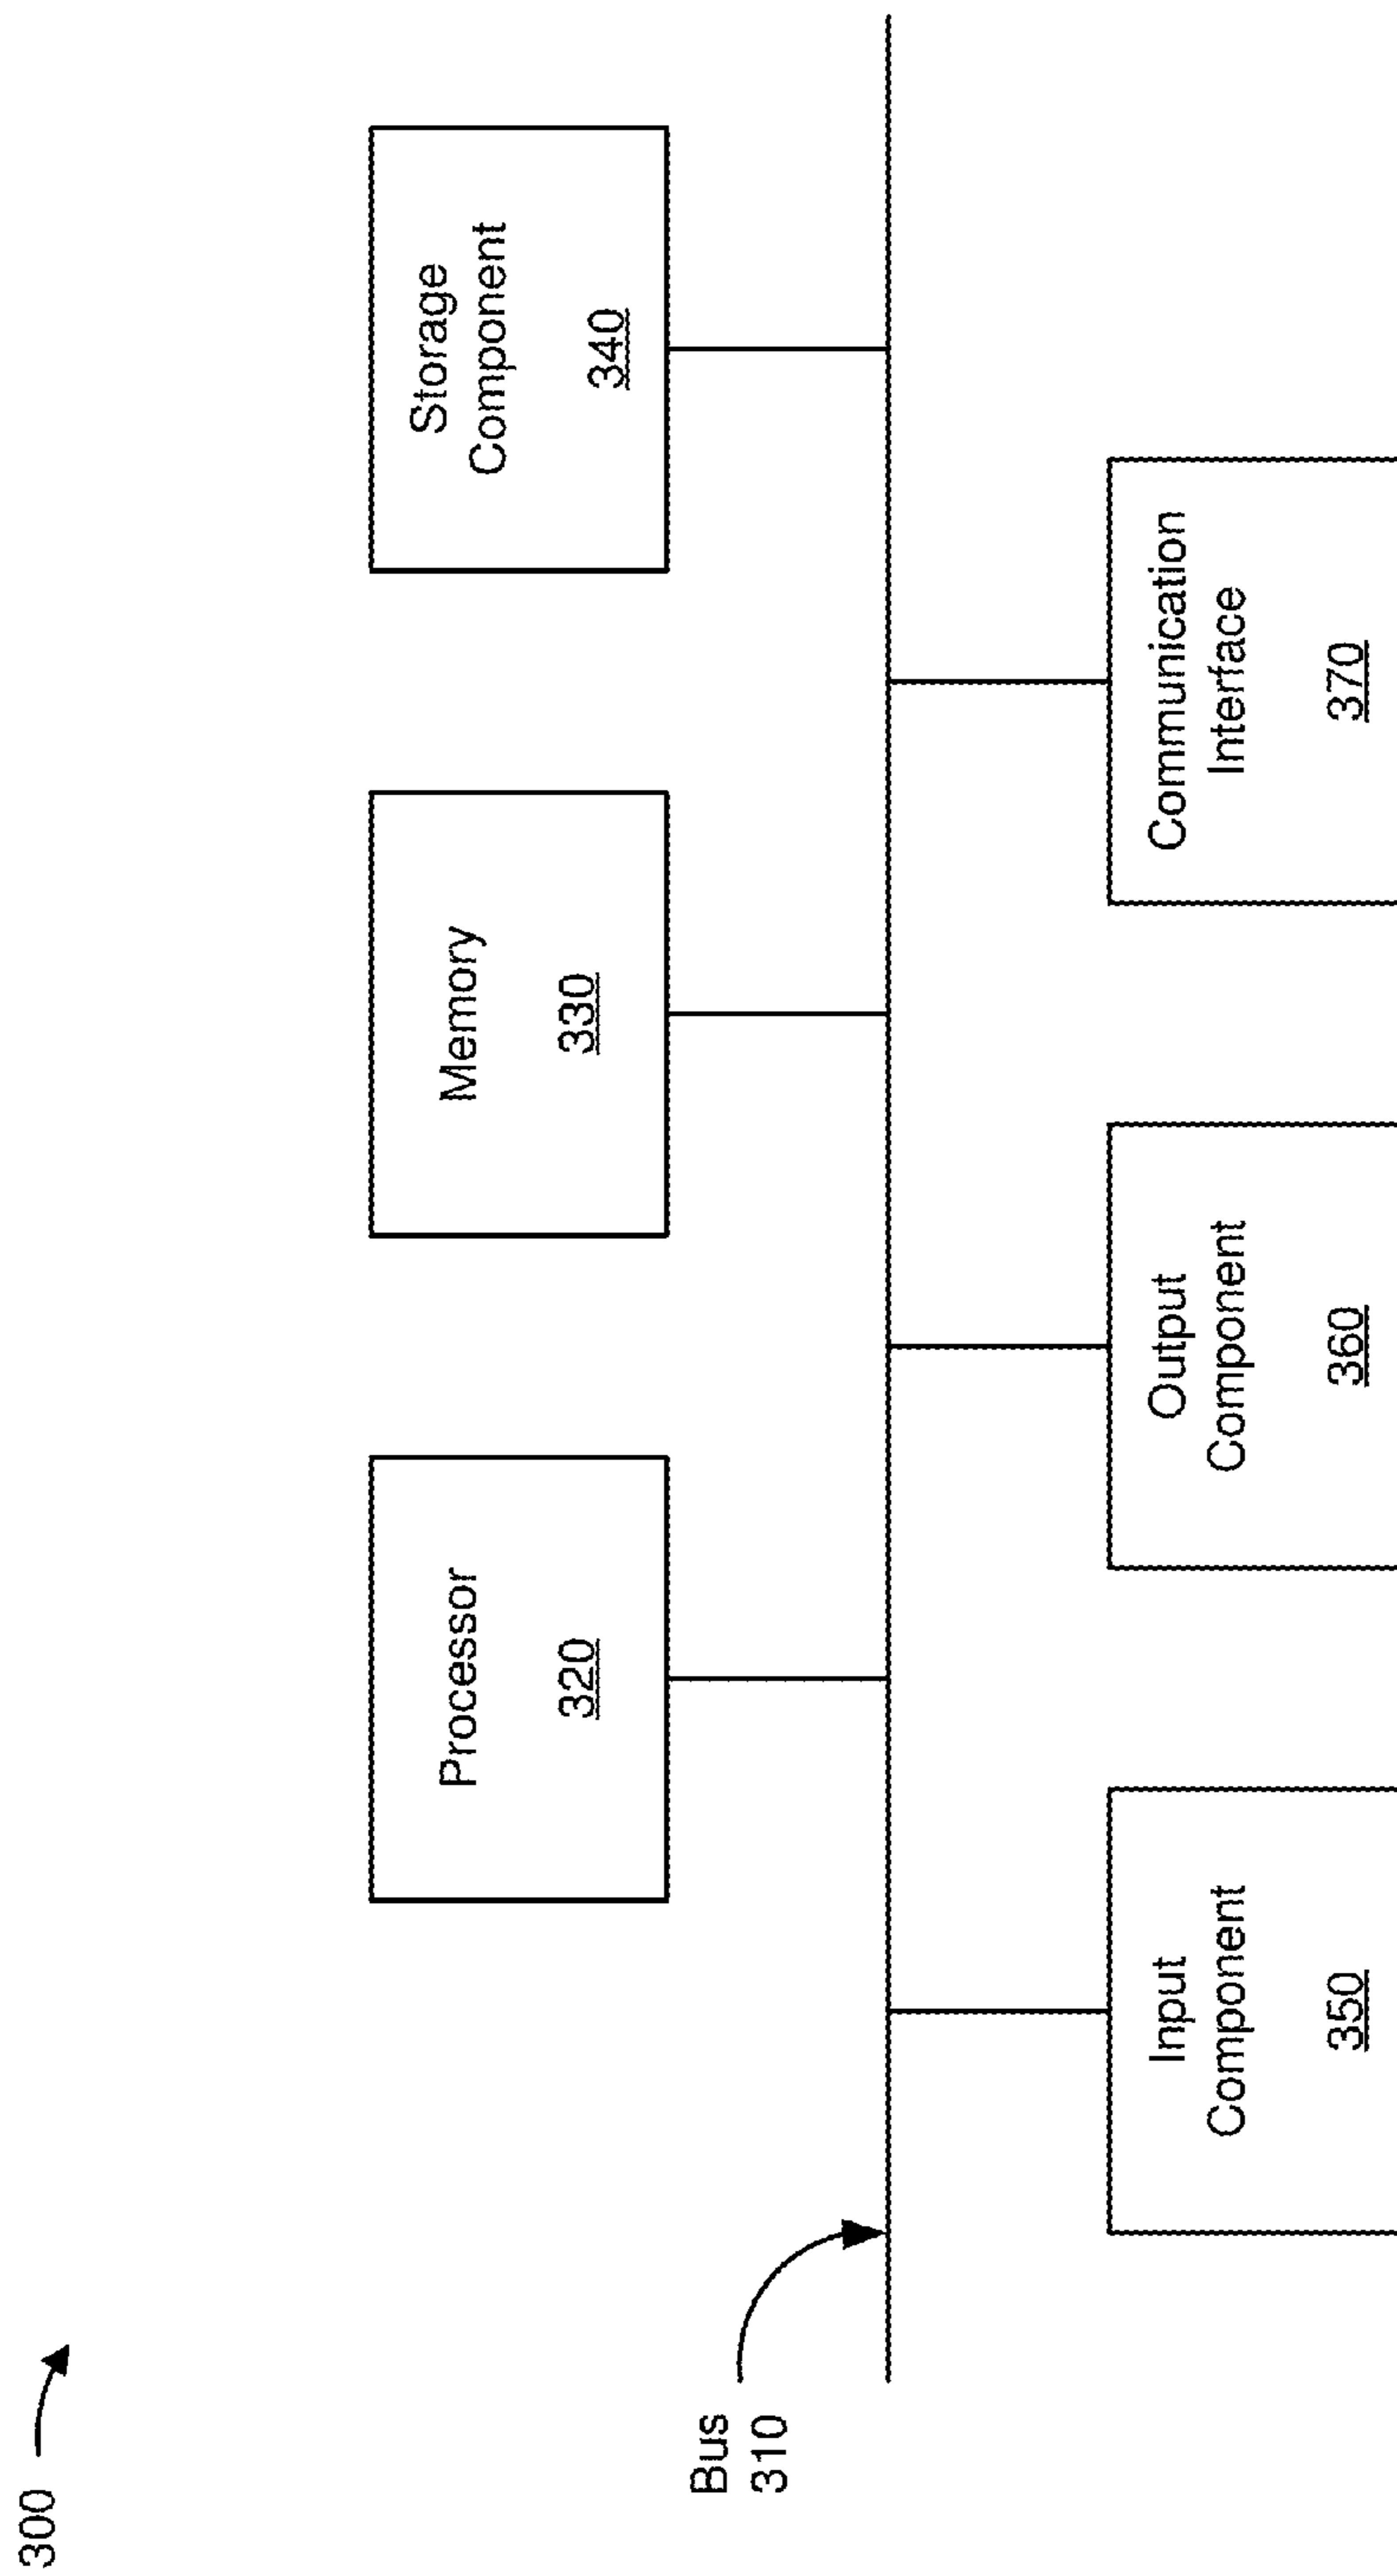 300
Bus
310
Processor
320
Memory
330
Storage
Component
340
Input
Component
350
Output
Component
360
Communication
Interface
370